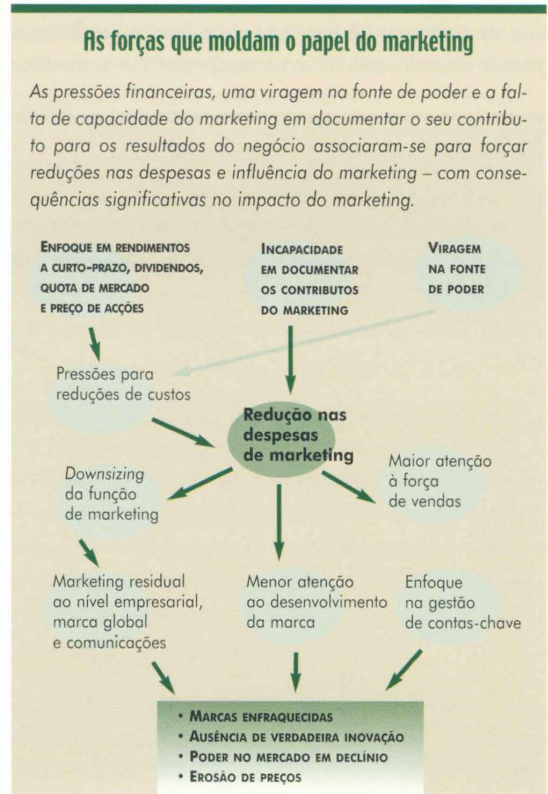 As forças que moldam o papel do marketing
As pressões financeiras, uma viragem na fonte de poder e a fal-
ta de capacidade do marketing em documentar o seu contribu-
to para os resultados do negócio associaram-se para forçar
reduções nas despesas e influência do marketing – com conse-
quências significativas no impacto do marketing.
ENFOQUE EM RENDIMENTOS
A CURTO-PRAZO, DIVIDENDOS,
QUOTA DE MERCADO
E PREÇO DE ACÇÕES
INCAPACIDADE
EM DOCUMENTAR
OS CONTRIBUTOS
DO MARKETING
VIRAGEM
NA FONTE
DE PODER
Pressões para
reduções de custos
Redução nas
despesas
de marketing
Downsizing
da função
de marketing
Maior atenção
à força
de vendas
Marketing residual
ao nível empresarial,
marca global
e comunicações
Menor atenção
ao desenvolvimento
da marca
Enfoque
na gestão
de contas-chave
• MARCAS ENFRAQUECIDAS
• AUSÊNCIA DE VERDADEIRA INOVAÇÃO
• PODER NO MERCADO EM DECLÍNIO
• EROSÃO DE PREÇOS